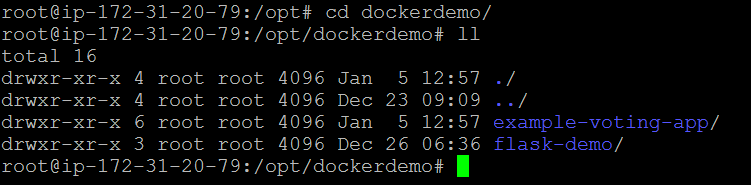 root@ip-172-31-20-79:/opt# cd dockerdemo/
root@ip-172-31-20-79:/opt/dockerdemo# ll
total 16
drwxr-xr-x 4 root root 4096 Jan  5 12:57 ./
drwxr-xr-x 4 root root 4096 Dec 23 09:09 ../
drwxr-xr-x 6 root root 4096 Jan  5 12:57 example-voting-app/
drwxr-xr-x 3 root root 4096 Dec 26 06:36 flask-demo/
root@ip-172-31-20-79:/opt/dockerdemo#